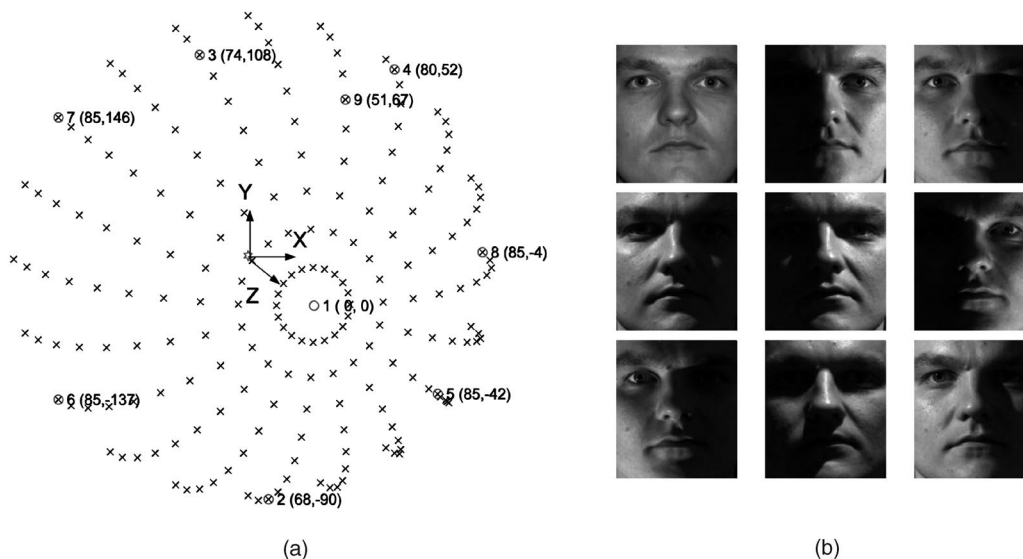 3 (74,108)
4 (80,52)
9 (51,67)
7 (85,146)
Y
X
8 (85,-4)
Z
1 ( 0, 0)
5 (85,-42)
6 (85,-137)
2 (68,-90)
(a)
(b)